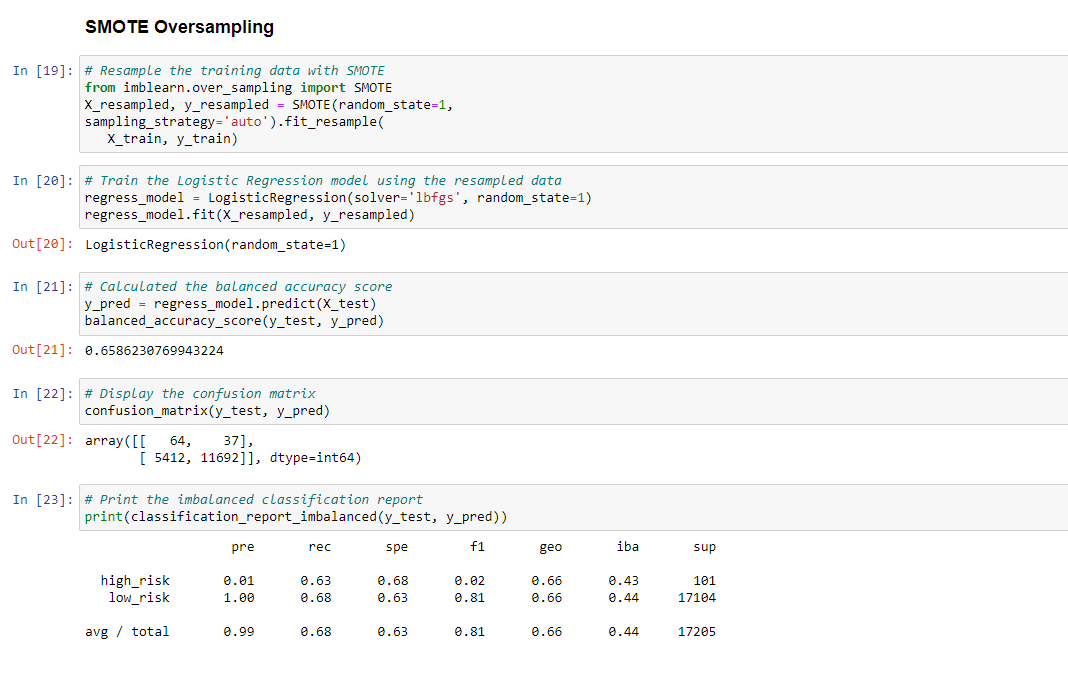 SMOTE Oversampling
In [19]: # Resample the training data with SMOTE
from imblearn.over_sampling import SMOTE
X_resampled, y_resampled = SMOTE(random_state=1,
sampling_strategy='auto').fit_resample(
   X_train, y_train)
In [20]: # Train the Logistic Regression model using the resampled data
regress_model = LogisticRegression(solver='lbfgs', random_state=1)
regress_model.fit(X_resampled, y_resampled)
Out[20]: LogisticRegression(random_state=1)
In [21]: # Calculated the balanced accuracy score
y_pred = regress_model.predict(X_test)
balanced_accuracy_score(y_test, y_pred)
Out[21]: 0.6586230769943224
In [22]: # Display the confusion matrix
confusion_matrix(y_test, y_pred)
Out[22]: array([[   64,    37],
       [ 5412, 11692]], dtype=int64)
In [23]: # Print the imbalanced classification report
print(classification_report_imbalanced(y_test, y_pred))
pre rec spe f1 geo iba sup
high_risk 0.01 0.63 0.68 0.02 0.66 0.43 101
low_risk 1.00 0.68 0.63 0.81 0.66 0.44 17104
avg / total 0.99 0.68 0.63 0.81 0.66 0.44 17205